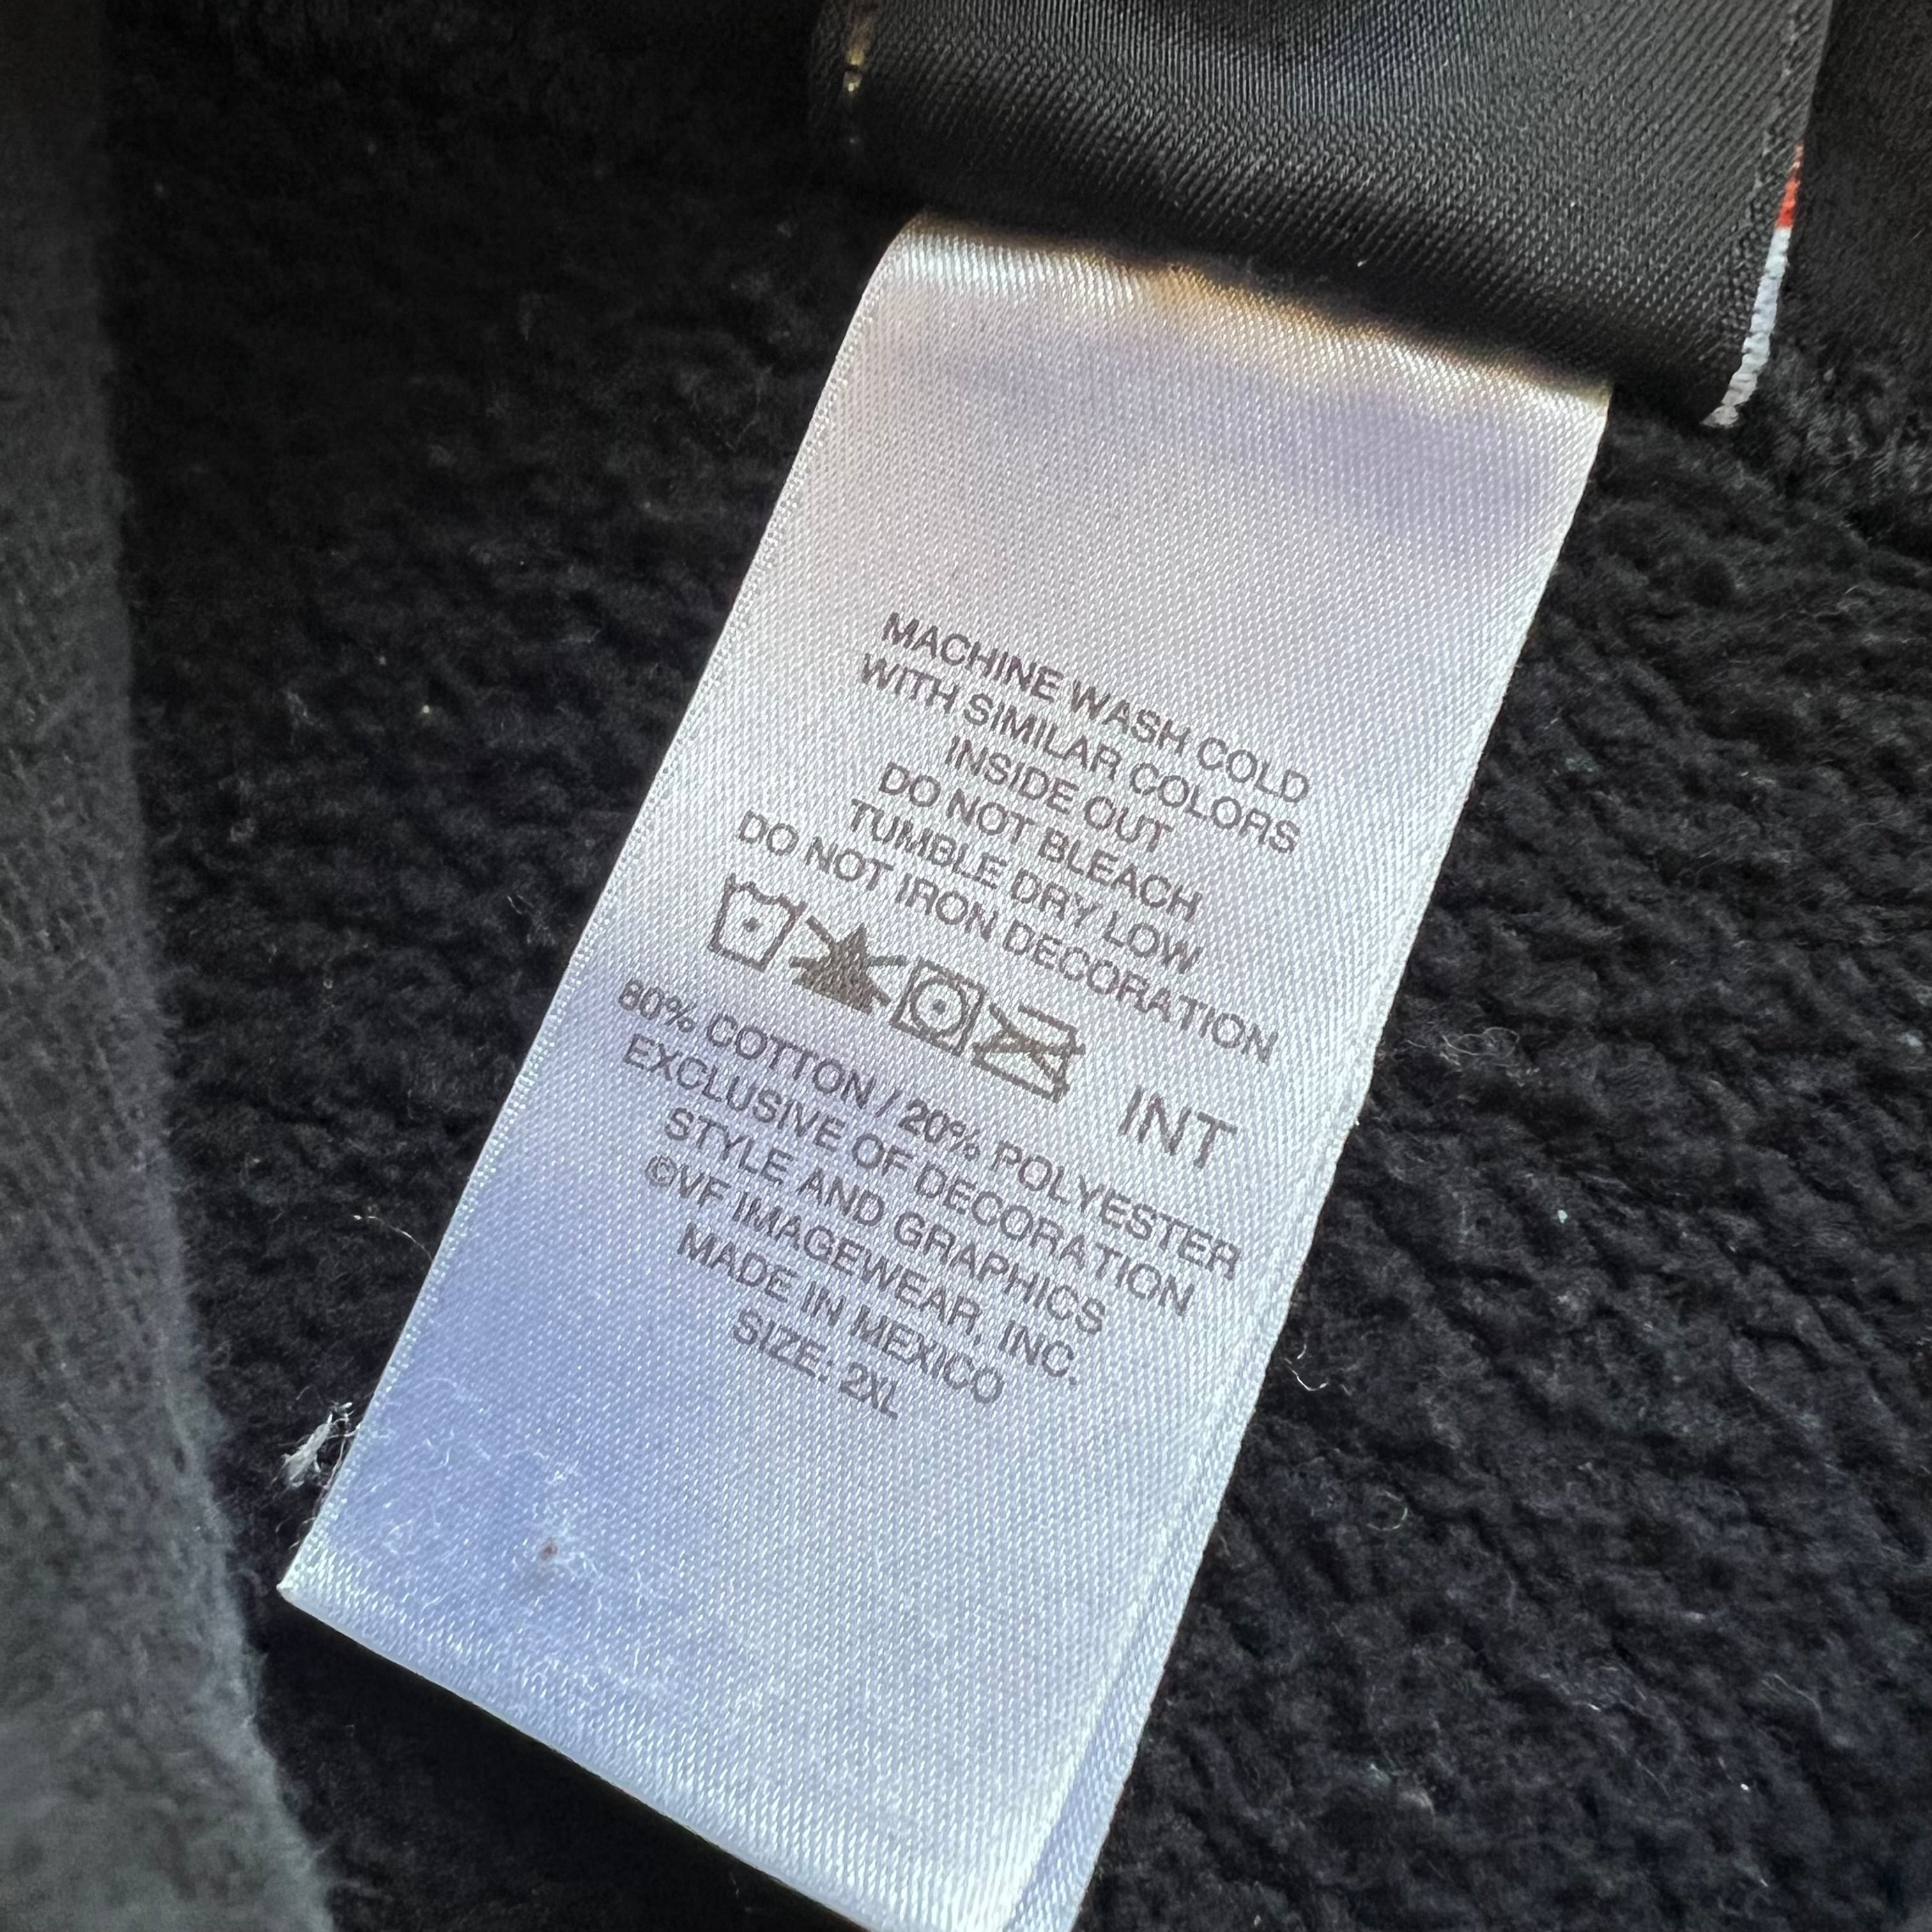 MACHINE WASH COLD
WITH SIMILAR COLORS
INSIDE OUT
DO NOT BLEACH
TUMBLE DRY LOW
DO NOT IRON DECORATION
INT
80% COTTON / 20% POLYESTER
EXCLUSIVE OF DECORATION
STYLE AND GRAPHICS
©VF IMAGEWEAR, INC.
MADE IN MEXICO
SIZE: 2XL